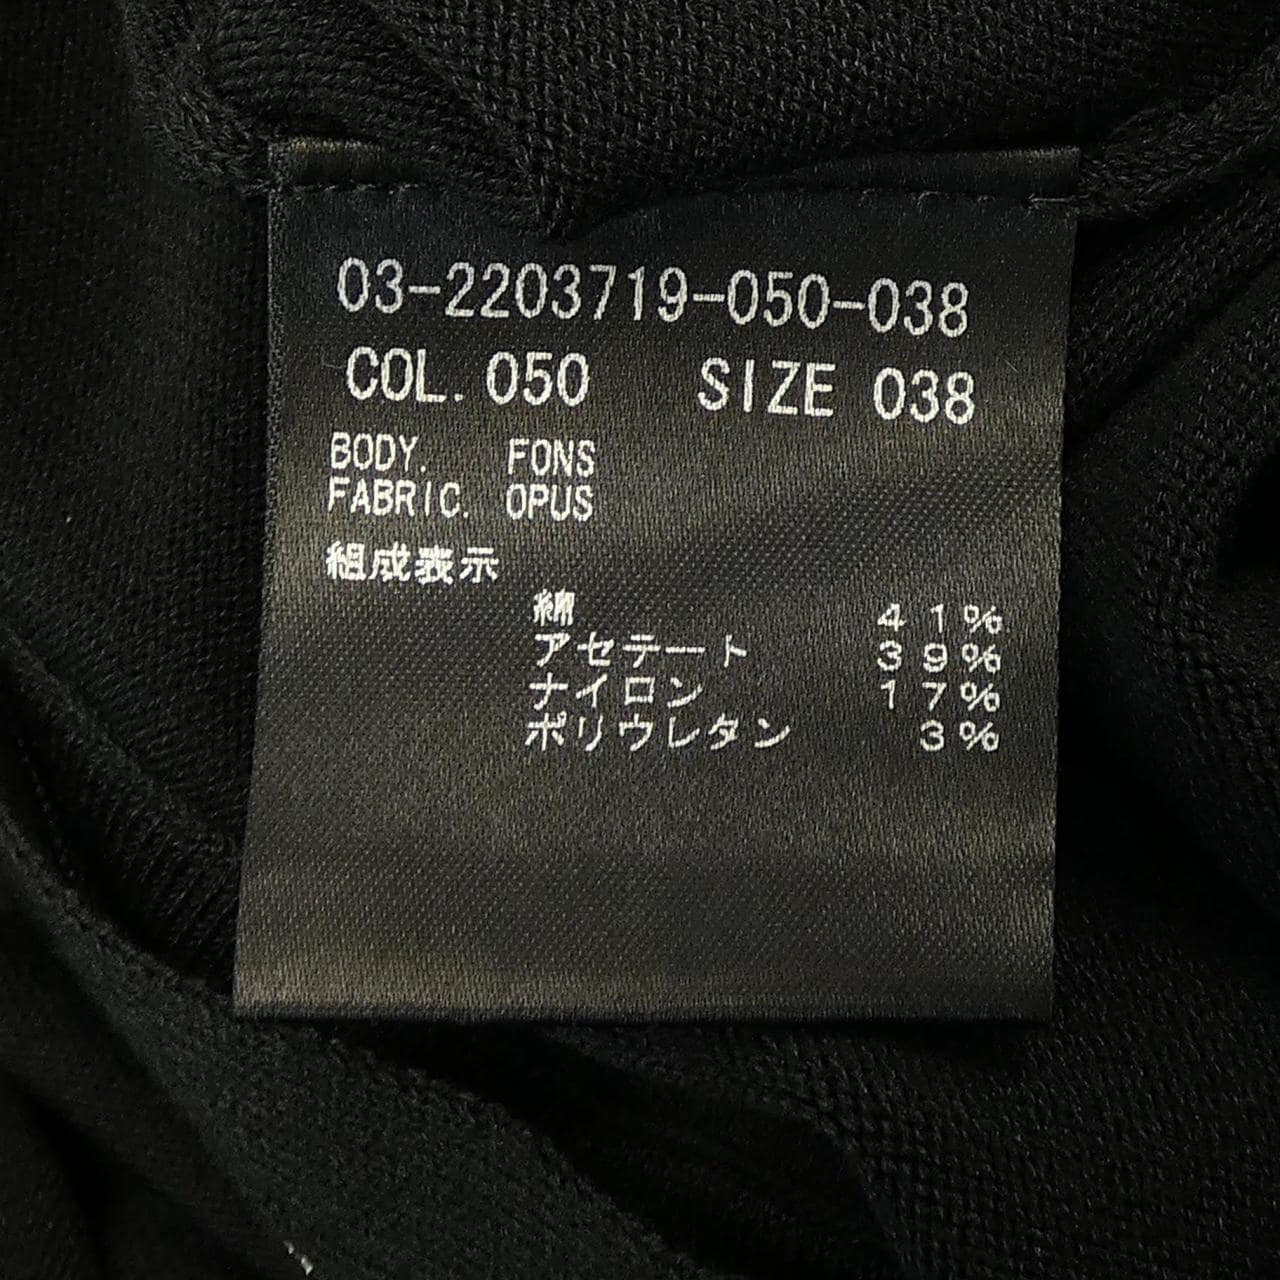 03-2203719-050-038
COL. 050 SIZE 038
BODY. FONS
FABRIC. OPUS
組成表示
綿 41%
アセテート 39%
ナイロン 17%
ポリウレタン 3%